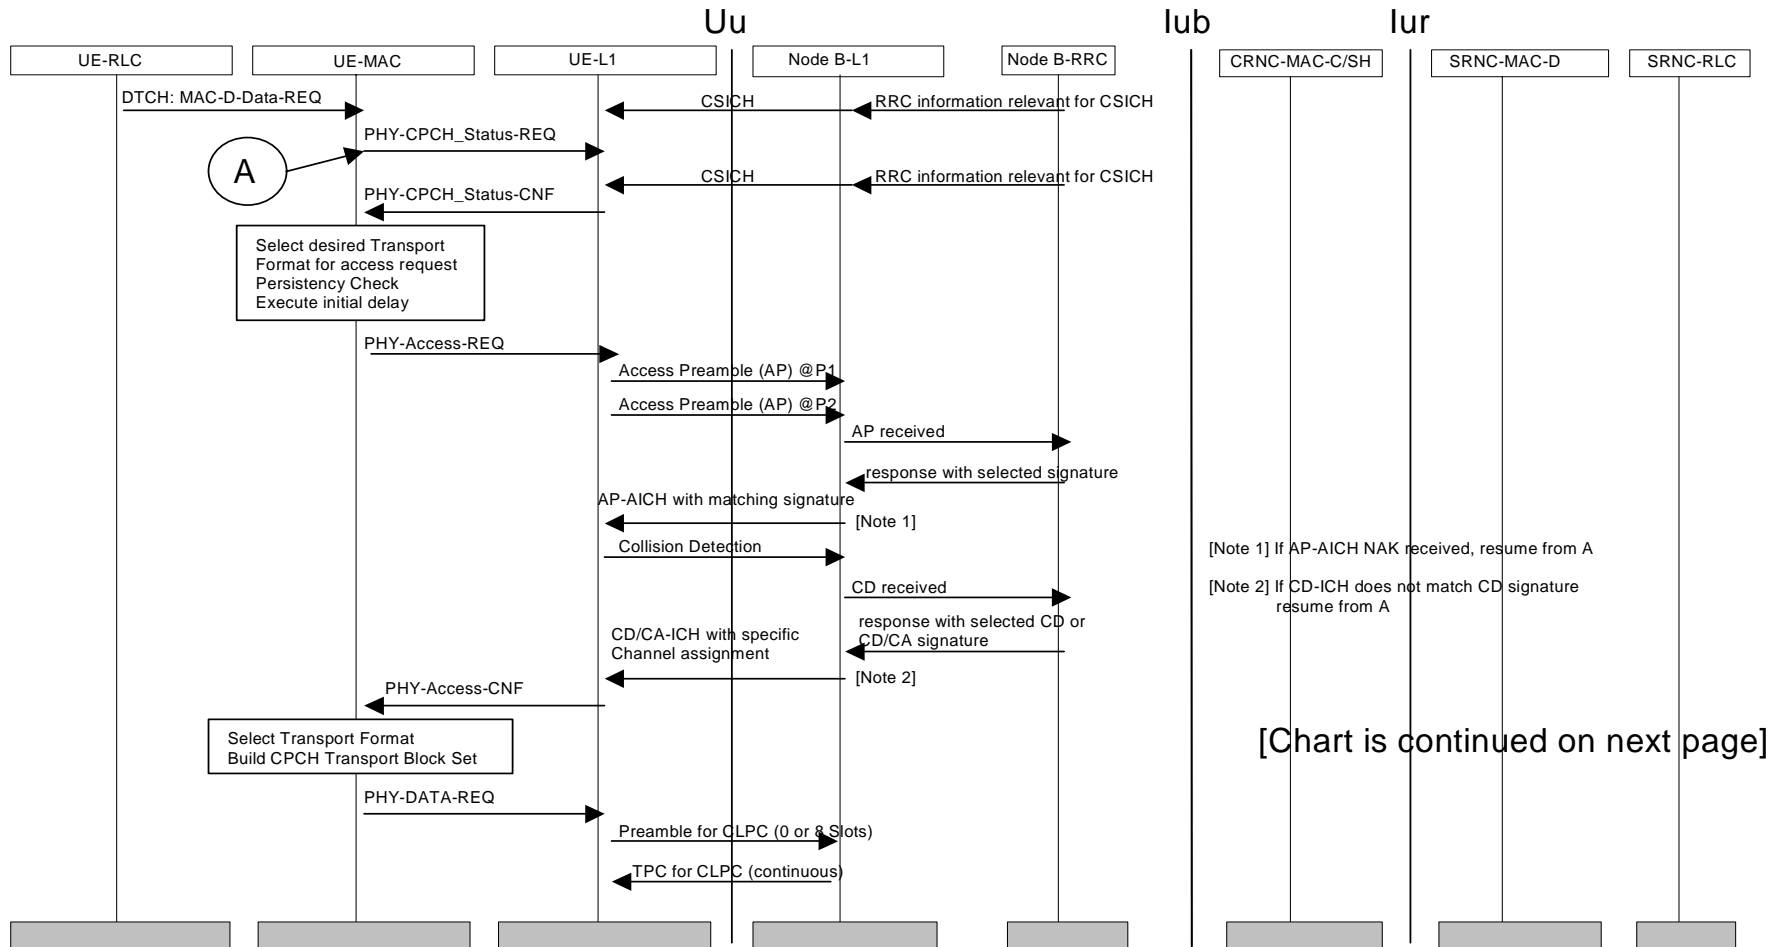 Uu
Iub
Iur
UE-RLC
UE-MAC
UE-L1
Node B-L1
Node B-RRC
CRNC-MAC-C/SH
SRNC-MAC-D
SRNC-RLC
DTCH: MAC-D-Data-REQ
CSICH
RRC information relevant for CSICH
PHY-CPCH_Status-REQ
A
CSICH
RRC information relevant for CSICH
PHY-CPCH_Status-CNF
Select desired Transport
Format for access request
Persistency Check
Execute initial delay
PHY-Access-REQ
Access Preamble (AP) @P1
Access Preamble (AP) @P2
AP received
response with selected signature
AP-AICH with matching signature
[Note 1]
Collision Detection
[Note 1] If AP-AICH NAK received, resume from A
CD received
[Note 2] If CD-ICH does not match CD signature
resume from A
response with selected CD or
CD/CA signature
CD/CA-ICH with specific
Channel assignment
[Note 2]
PHY-Access-CNF
Select Transport Format
Build CPCH Transport Block Set
[Chart is continued on next page]
PHY-DATA-REQ
Preamble for CLPC (0 or 8 Slots)
TPC for CLPC (continuous)